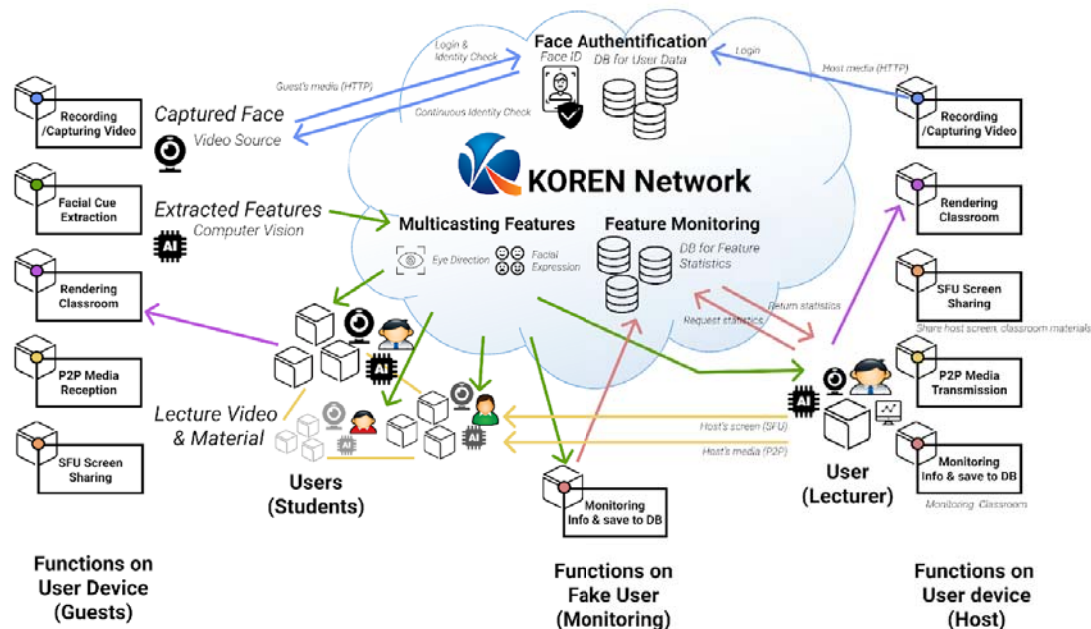 Face Authentification
Face ID
DB for User Data
Login &
Identity Check
Login
Guest's media (HTTP)
Host media (HTTP)
Continuous Identity Check
Recording
/Capturing Video
Captured Face
Video Source
Recording
/Capturing Video
KOREN Network
Facial Cue
Extraction
Extracted Features
Computer Vision
AI
Rendering
Classroom
Multicasting Features
Eye Direction
Facial
Expression
Feature Monitoring
DB for Feature
Statistics
Rendering
Classroom
SFU Screen
Sharing
Return statistics
Request statistics
Share host screen, classroom materials
P2P Media
Reception
AI
P2P Media
Transmission
AI
Lecture Video
& Material
AI
AI
Host's screen (SFU)
Host's media (P2P)
SFU Screen
Sharing
Users
(Students)
User
(Lecturer)
Monitoring
Info & save to DB
Monitoring Classroom
Monitoring
Info & save to DB
Functions on
User Device
(Guests)
Functions on
Fake User
(Monitoring)
Functions on
User device
(Host)